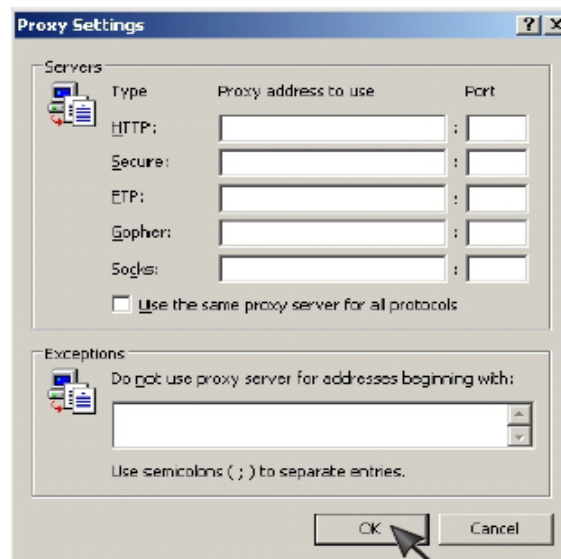 Proxy Settings
Servers
Type Proxy address to use Port
HTTP: :
Secure: :
FTP: :
Gopher: :
Socks: :
Use the same proxy server for all protocols
Exceptions
Do not use proxy server for addresses beginning with:
Use semicolons ( ; ) to separate entries.
OK Cancel